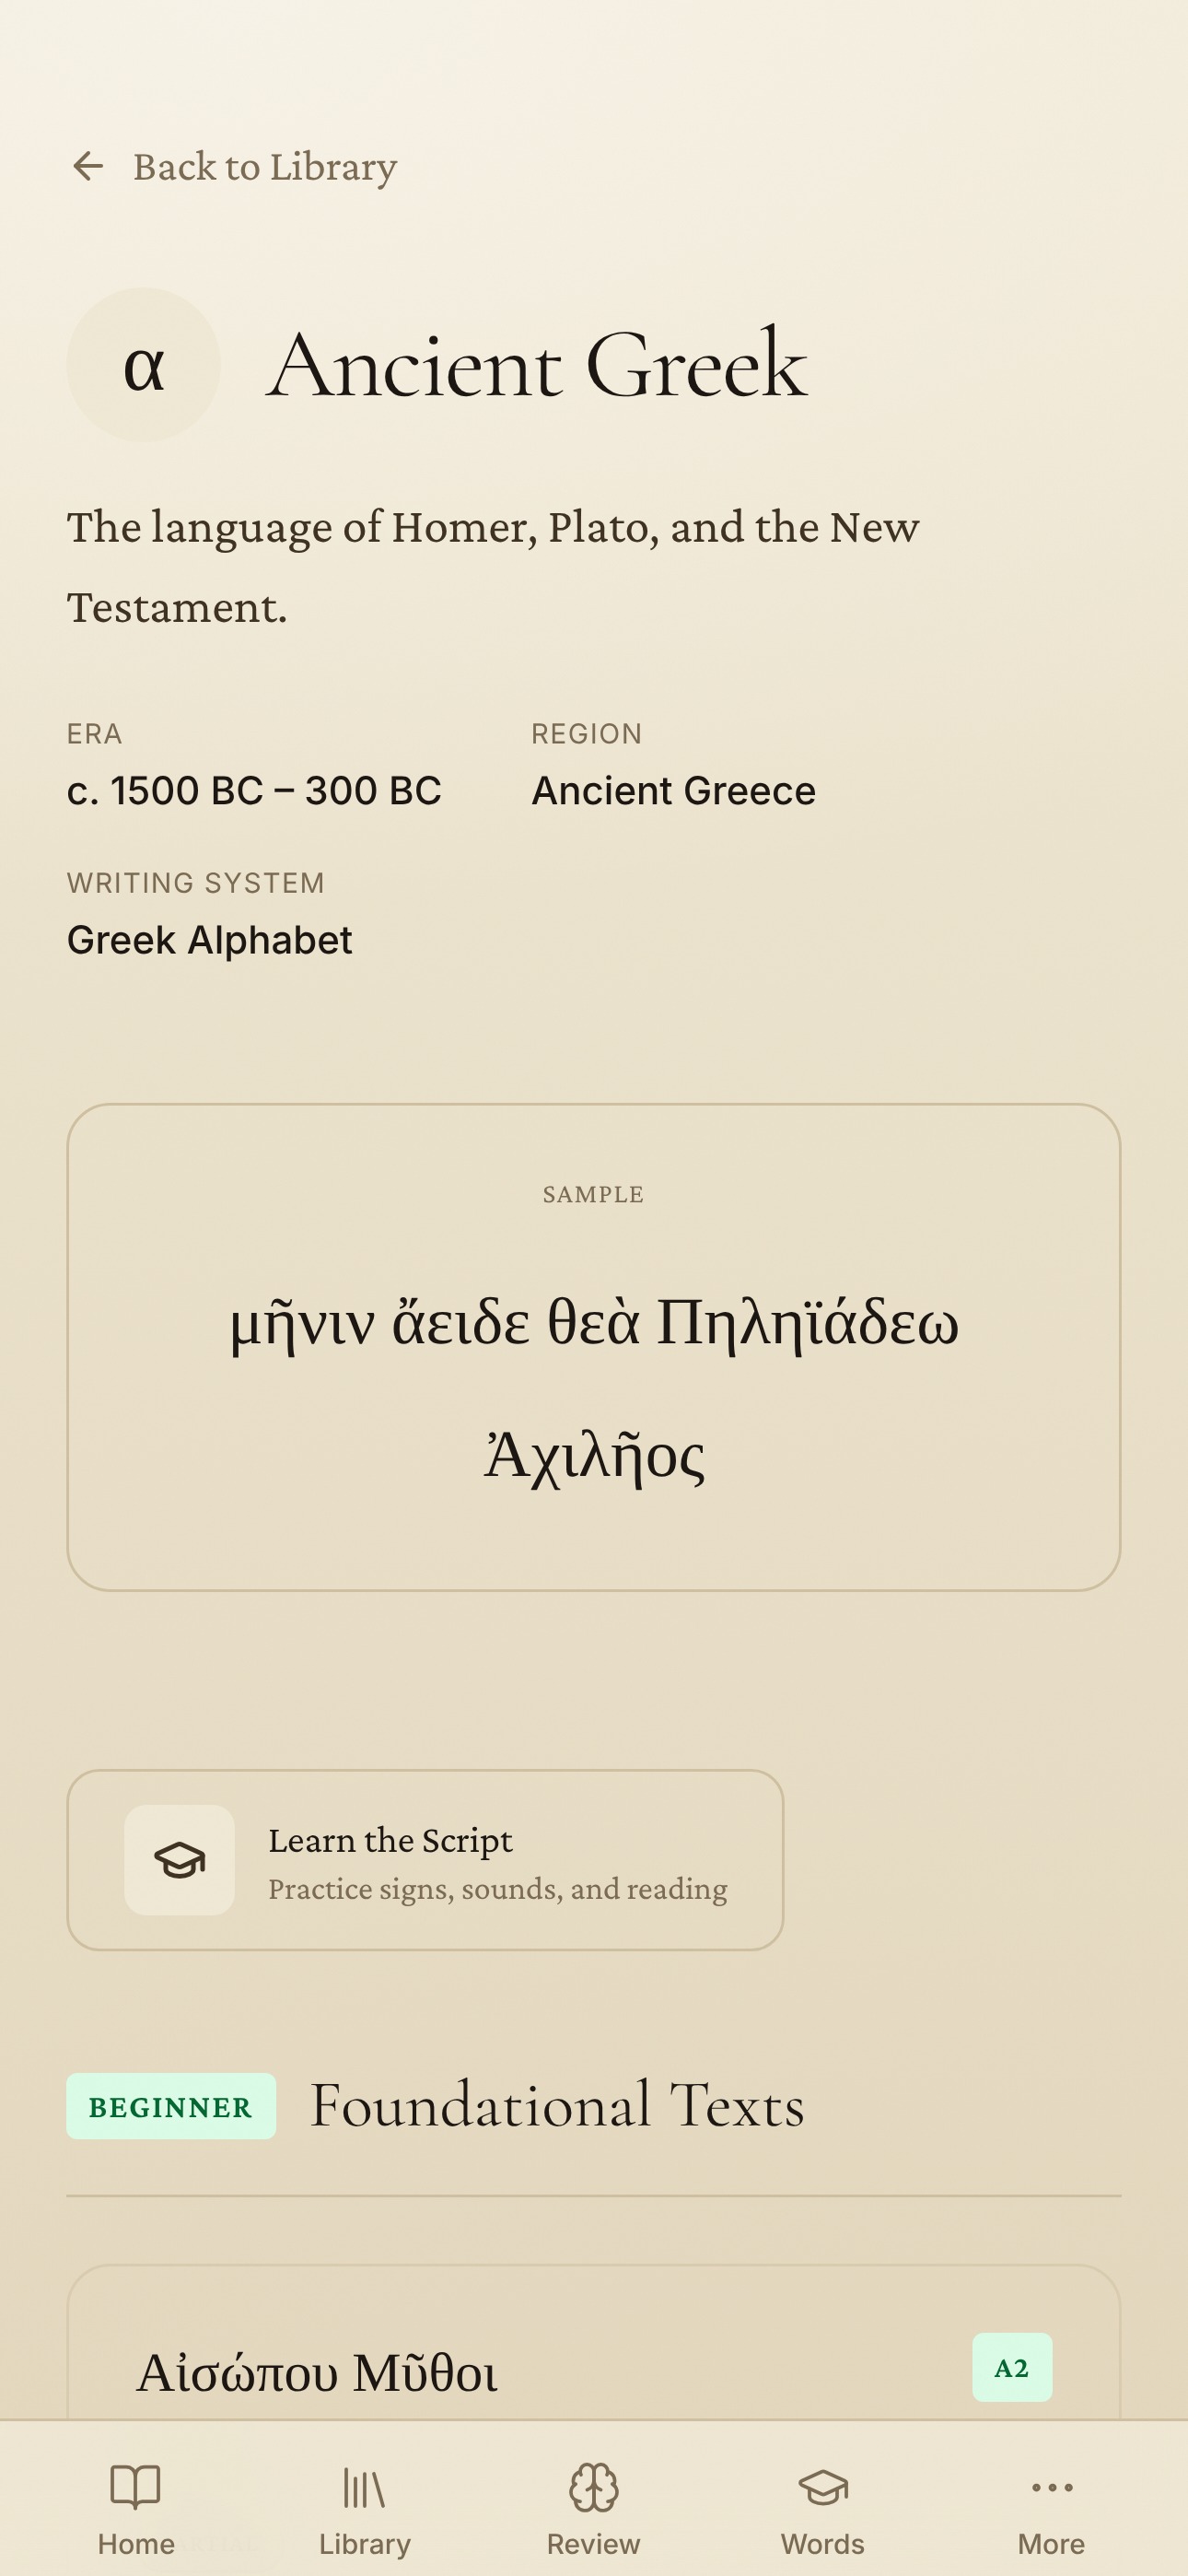 Back to Library
α
Ancient Greek
The language of Homer, Plato, and the New
Testament.
ERA
c. 1500 BC – 300 BC
REGION
Ancient Greece
WRITING SYSTEM
Greek Alphabet
SAMPLE
μῆνιν ἄειδε θεὰ Πηληϊάδεω
Ἀχιλῆος
Learn the Script
Practice signs, sounds, and reading
BEGINNER
Foundational Texts
Αἰσώπου Μῦθοι
A2
Home
Library
Review
Words
More